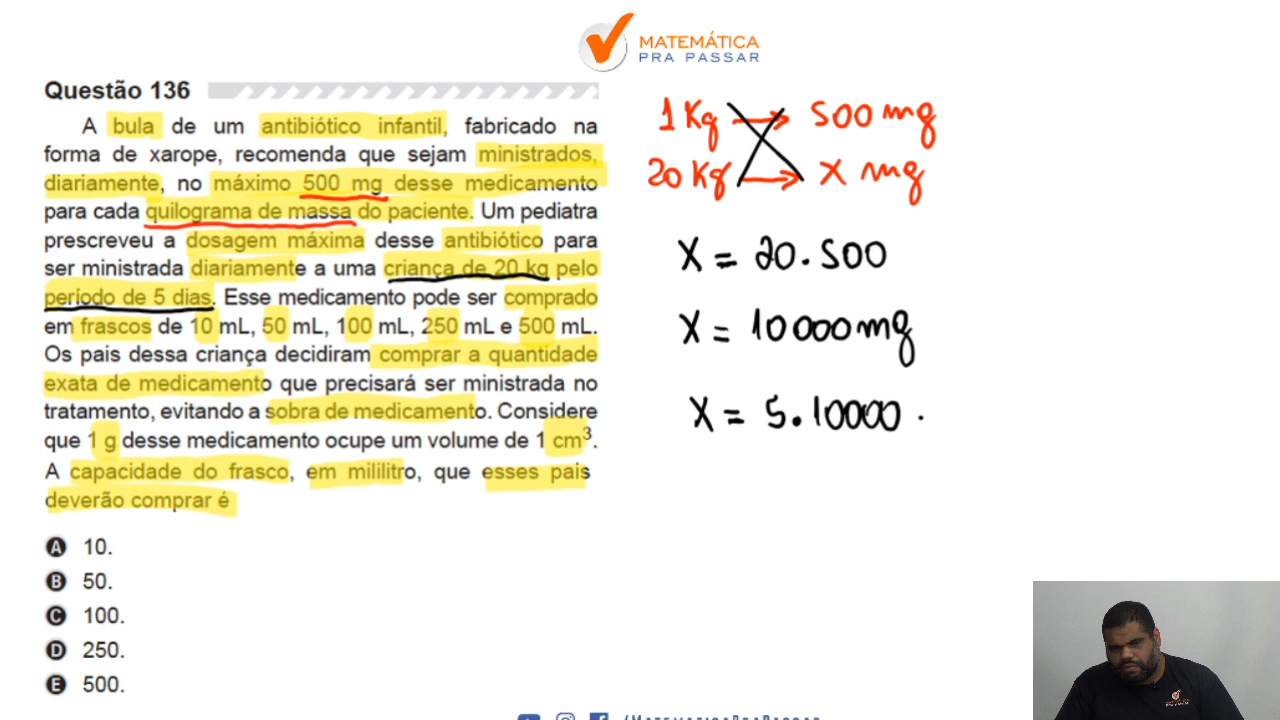 MATEMÁTICA
PRA PASSAR
Questão 136
A bula de um antibiótico infantil, fabricado na
forma de xarope, recomenda que sejam ministrados,
diariamente, no máximo 500 mg desse medicamento
para cada quilograma de massa do paciente. Um pediatra
prescreveu a dosagem máxima desse antibiótico para
ser ministrada diariamente a uma criança de 20 kg pelo
período de 5 dias. Esse medicamento pode ser comprado
em frascos de 10 mL, 50 mL, 100 mL, 250 mL e 500 mL.
Os pais dessa criança decidiram comprar a quantidade
exata de medicamento que precisará ser ministrada no
tratamento, evitando a sobra de medicamento. Considere
que 1 g desse medicamento ocupe um volume de 1 cm³.
A capacidade do frasco, em mililitro, que esses pais
deverão comprar é
A 10.
B 50.
C 100.
D 250.
E 500.
1 Kg 500 mg
20 Kg x mg
X = 20.500
X = 10000 mg
X = 5.10000 .
/MATEMATICAPRAPASSAR